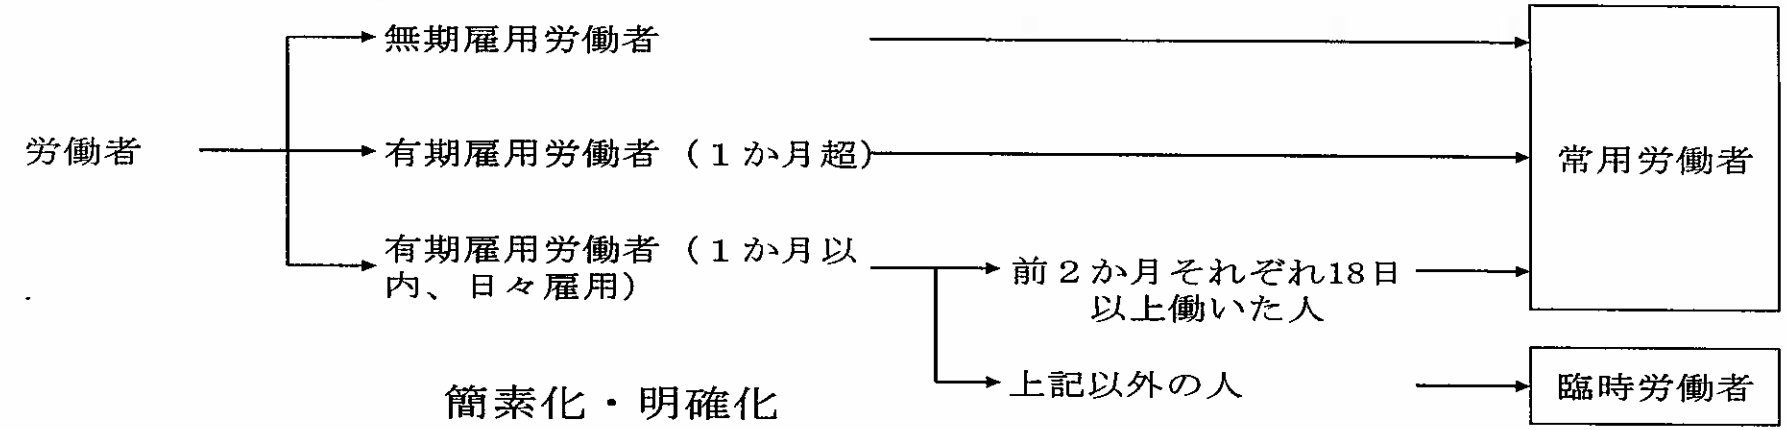 無期雇用労働者
労働者
有期雇用労働者（1か月超）
常用労働者
有期雇用労働者（1か月以
内、日々雇用）
前2か月それぞれ18日
以上働いた人
上記以外の人
臨時労働者
簡素化・明確化